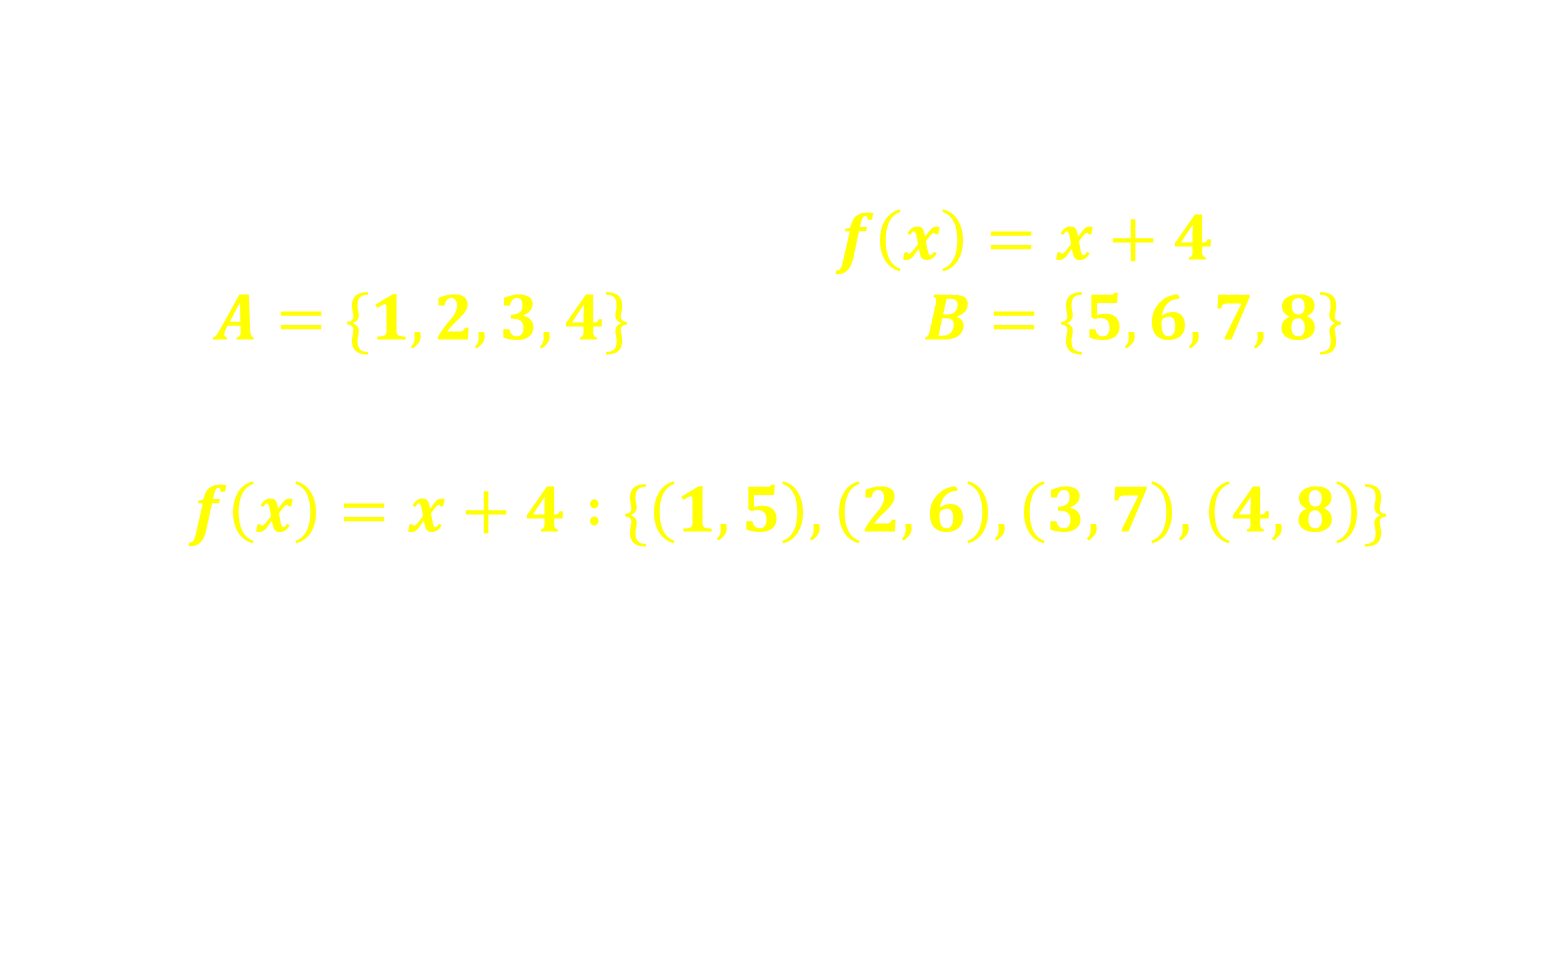 f(x) = x + 4
A = {1, 2, 3, 4} B = {5, 6, 7, 8}
f(x) = x + 4 : {(1, 5), (2, 6), (3, 7), (4, 8)}